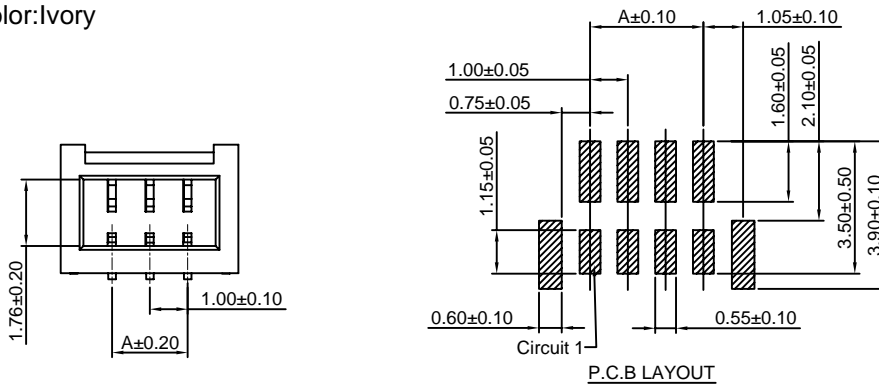 olor:Ivory
A±0.10
1.05±0.10
1.00±0.05
0.75±0.05
1.60±0.05
2.10±0.05
1.15±0.05
3.50±0.50
3.90±0.10
1.76±0.20
1.00±0.10
A±0.20
0.60±0.10
0.55±0.10
Circuit 1
P.C.B LAYOUT